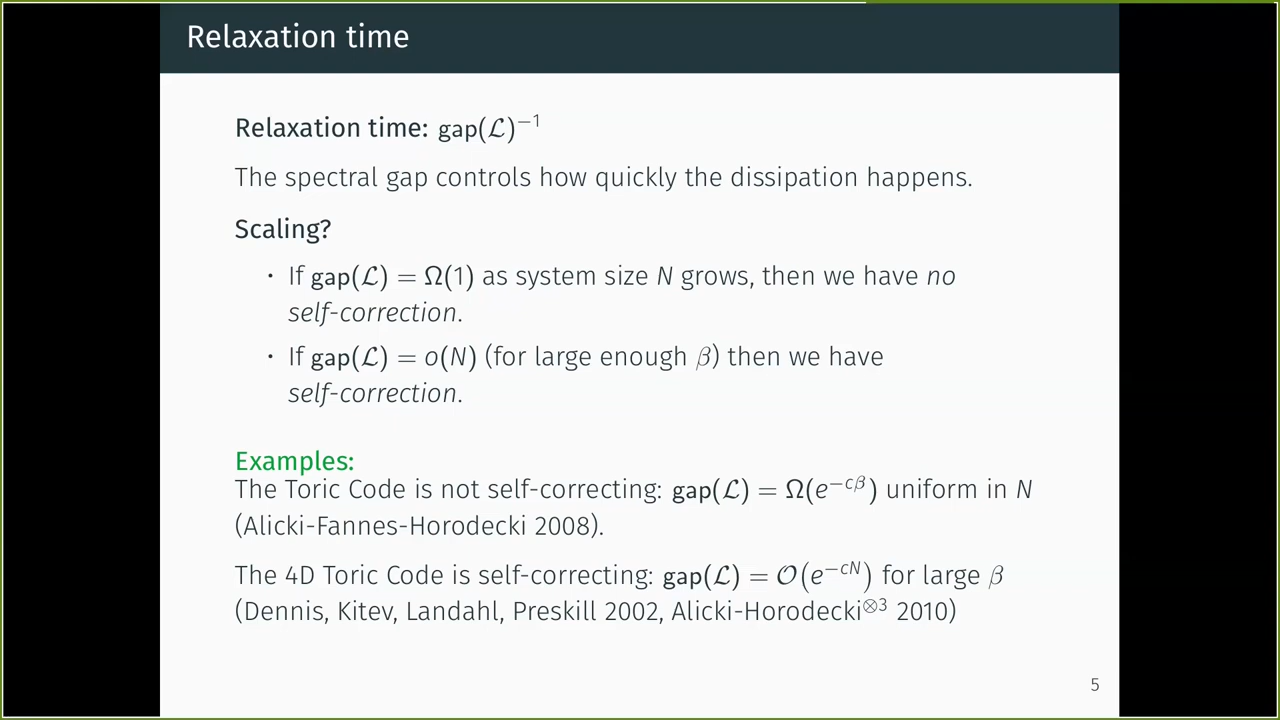 Relaxation time
Relaxation time: gap(ℒ)⁻¹
The spectral gap controls how quickly the dissipation happens.
Scaling?
· If gap(ℒ) = Ω(1) as system size N grows, then we have no
self-correction.
· If gap(ℒ) = o(N) (for large enough β) then we have
self-correction.
Examples:
The Toric Code is not self-correcting: gap(ℒ) = Ω(e^{−cβ}) uniform in N
(Alicki-Fannes-Horodecki 2008).
The 4D Toric Code is self-correcting: gap(ℒ) = 𝒪(e^{−cN}) for large β
(Dennis, Kitev, Landahl, Preskill 2002, Alicki-Horodecki^{⊗3} 2010)
5